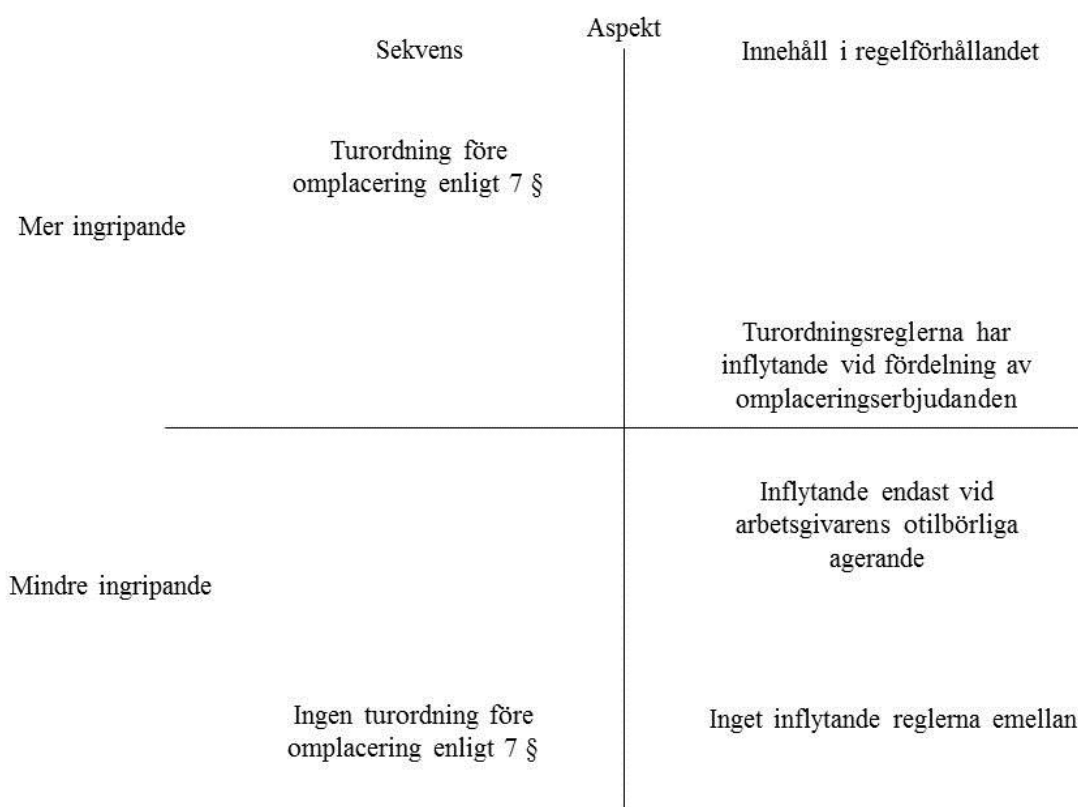 Aspekt
Sekvens
Innehåll i regelförhållandet
Turordning före
omplacering enligt 7 §
Mer ingripande
Turordningsreglerna har
inflytande vid fördelning av
omplaceringserbjudanden
Inflytande endast vid
arbetsgivarens otilbörliga
agerande
Mindre ingripande
Ingen turordning före
omplacering enligt 7 §
Inget inflytande reglerna emellan